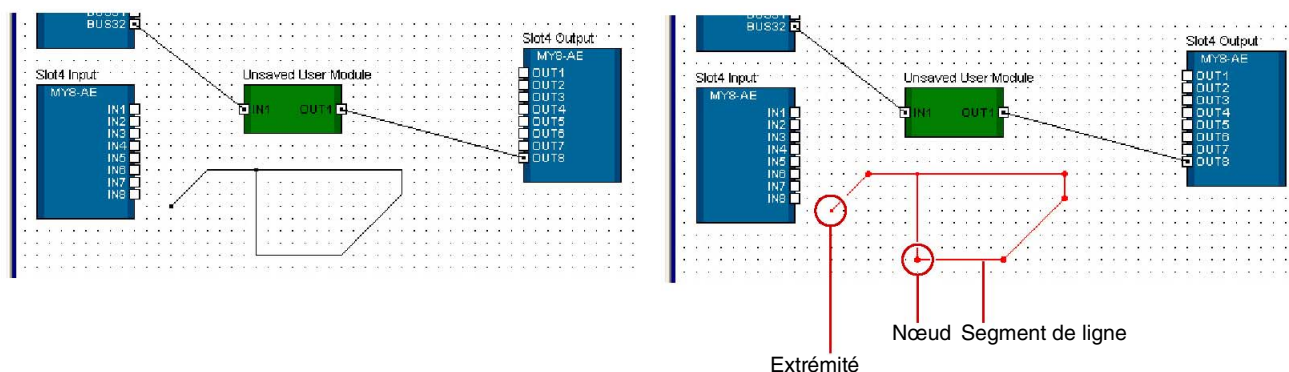 BUS32
Slot4 Output
MY8-AE
OUT1
OUT2
OUT3
OUT4
OUT5
OUT6
OUT7
OUT8
Slot4 Input
MY8-AE
IN1
IN2
IN3
IN4
IN5
IN6
IN7
IN8
Unsaved User Module
IN1 OUT1
BUS32
Slot4 Output
MY8-AE
OUT1
OUT2
OUT3
OUT4
OUT5
OUT6
OUT7
OUT8
Slot4 Input
MY8-AE
IN1
IN2
IN3
IN4
IN5
IN6
IN7
IN8
Unsaved User Module
IN1 OUT1
Nœud Segment de ligne
Extrémité